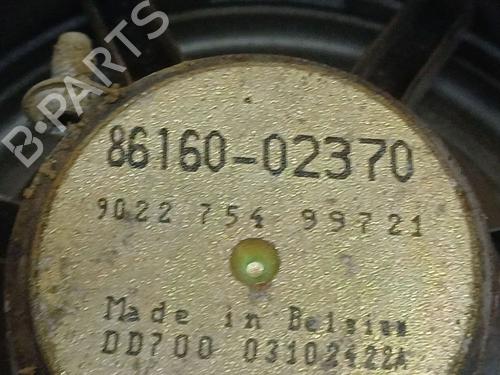 B-PARTS
86160-02370
9022 754 99721
Made in Belgium
DD700 03102422A